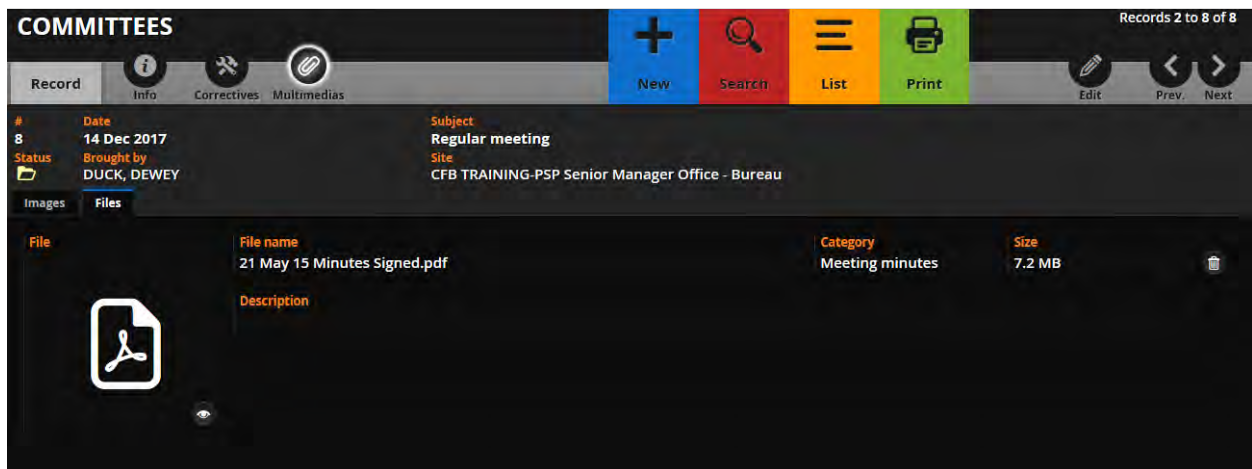 COMMITTEES
Records 2 to 8 of 8
Record
Info
Correctives
Multimedias
New
Search
List
Print
Edit
Prev.
Next
# Date Subject
8 14 Dec 2017 Regular meeting
Status Brought by Site
DUCK, DEWEY CFB TRAINING-PSP Senior Manager Office - Bureau
Images Files
File File name Category Size
21 May 15 Minutes Signed.pdf Meeting minutes 7.2 MB
Description